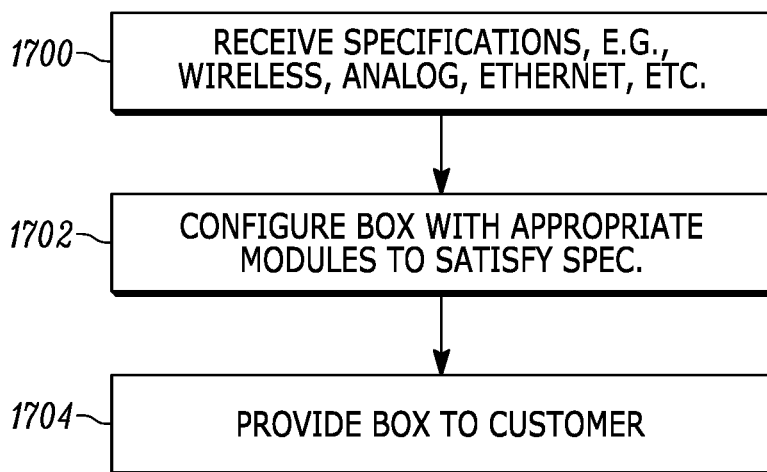 1700
RECEIVE SPECIFICATIONS, E.G.,
WIRELESS, ANALOG, ETHERNET, ETC.
1702
CONFIGURE BOX WITH APPROPRIATE
MODULES TO SATISFY SPEC.
1704
PROVIDE BOX TO CUSTOMER